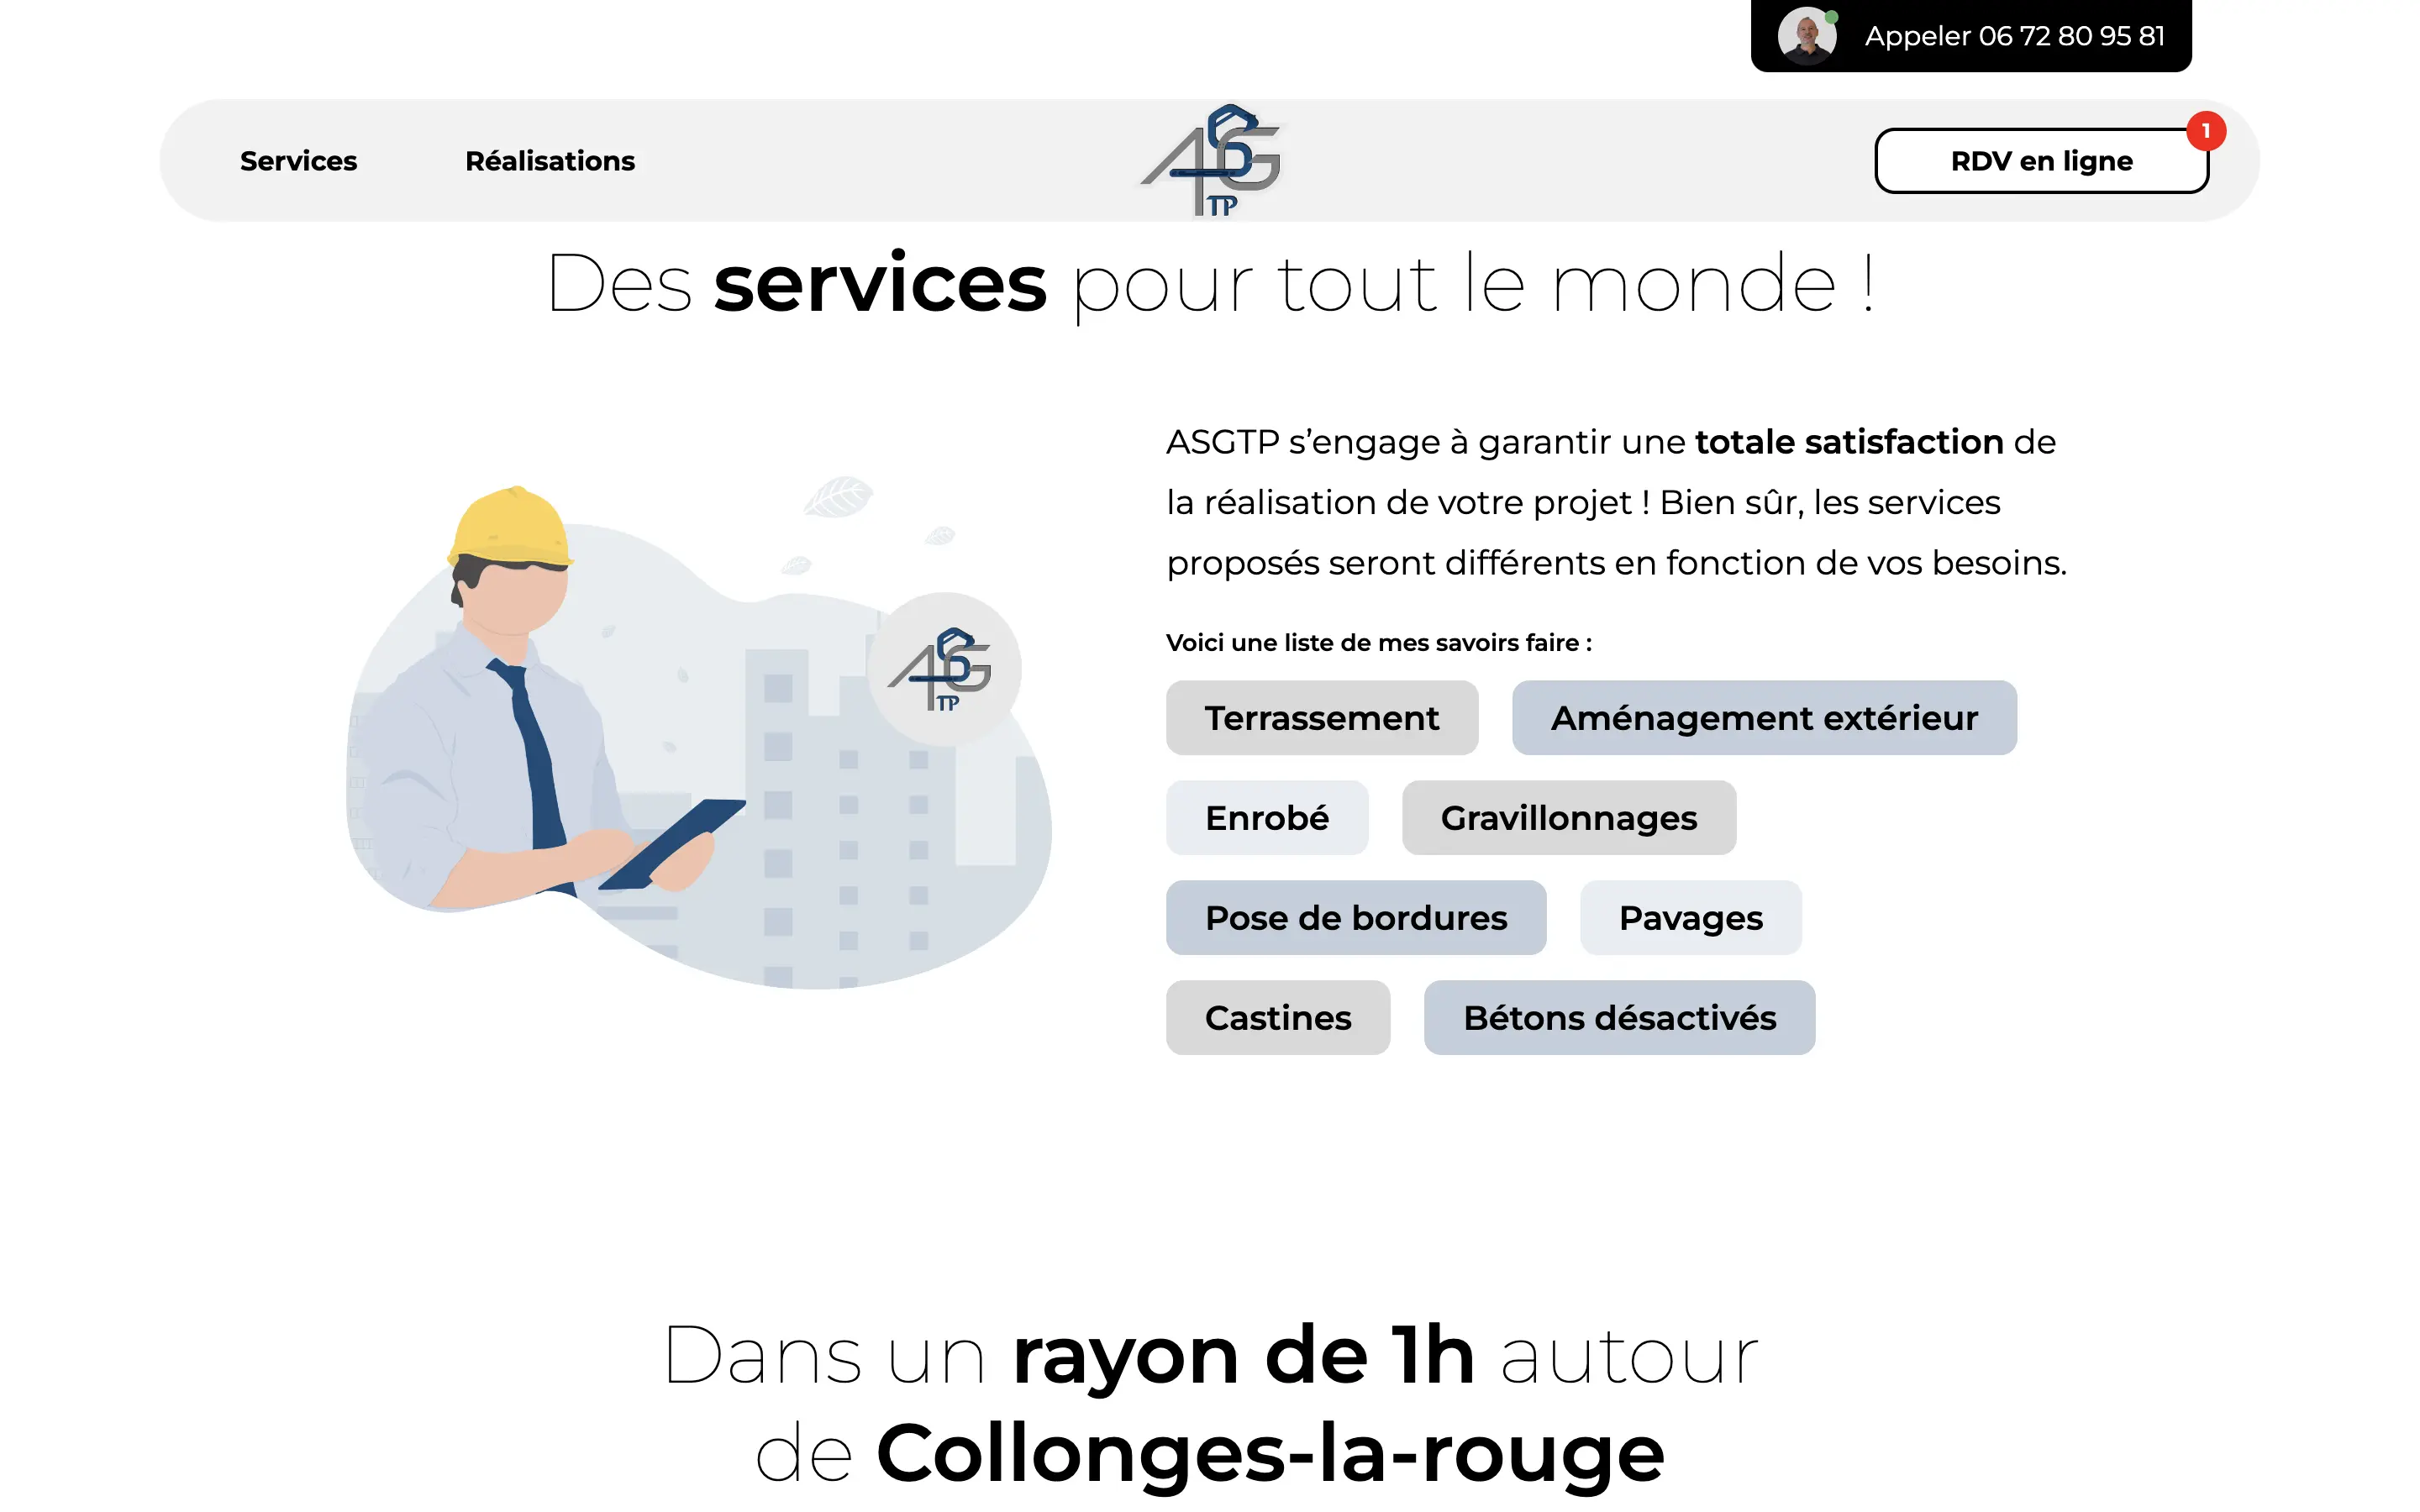 Appeler 06 72 80 95 81
Services
Réalisations
ASG
TP
RDV en ligne
1
Des services pour tout le monde !
ASGTP s’engage à garantir une totale satisfaction de
la réalisation de votre projet ! Bien sûr, les services
proposés seront différents en fonction de vos besoins.
Voici une liste de mes savoirs faire :
ASG
TP
Terrassement
Aménagement extérieur
Enrobé
Gravillonnages
Pose de bordures
Pavages
Castines
Bétons désactivés
Dans un rayon de 1h autour
de Collonges-la-rouge